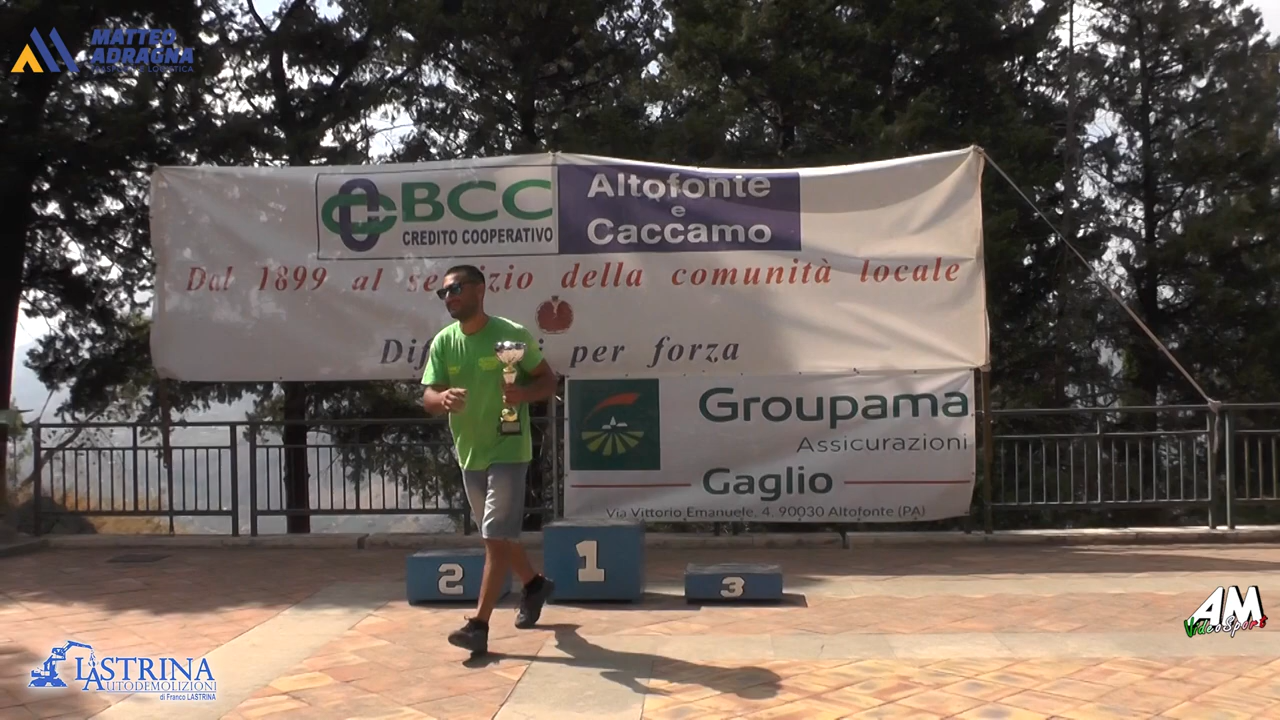 MATTEO
ADRAGNA
BCC
CREDITO COOPERATIVO
Altofonte
e
Caccamo
Dal 1899 al servizio della comunità locale
per forza
Groupama
Assicurazioni
Gaglio
Via Vittorio Emanuele, 4, 90030 Altofonte (PA)
2
1
3
AM
VideoSport
LASTRINA
AUTODEMOLIZIONI
di Franco LASTRINA